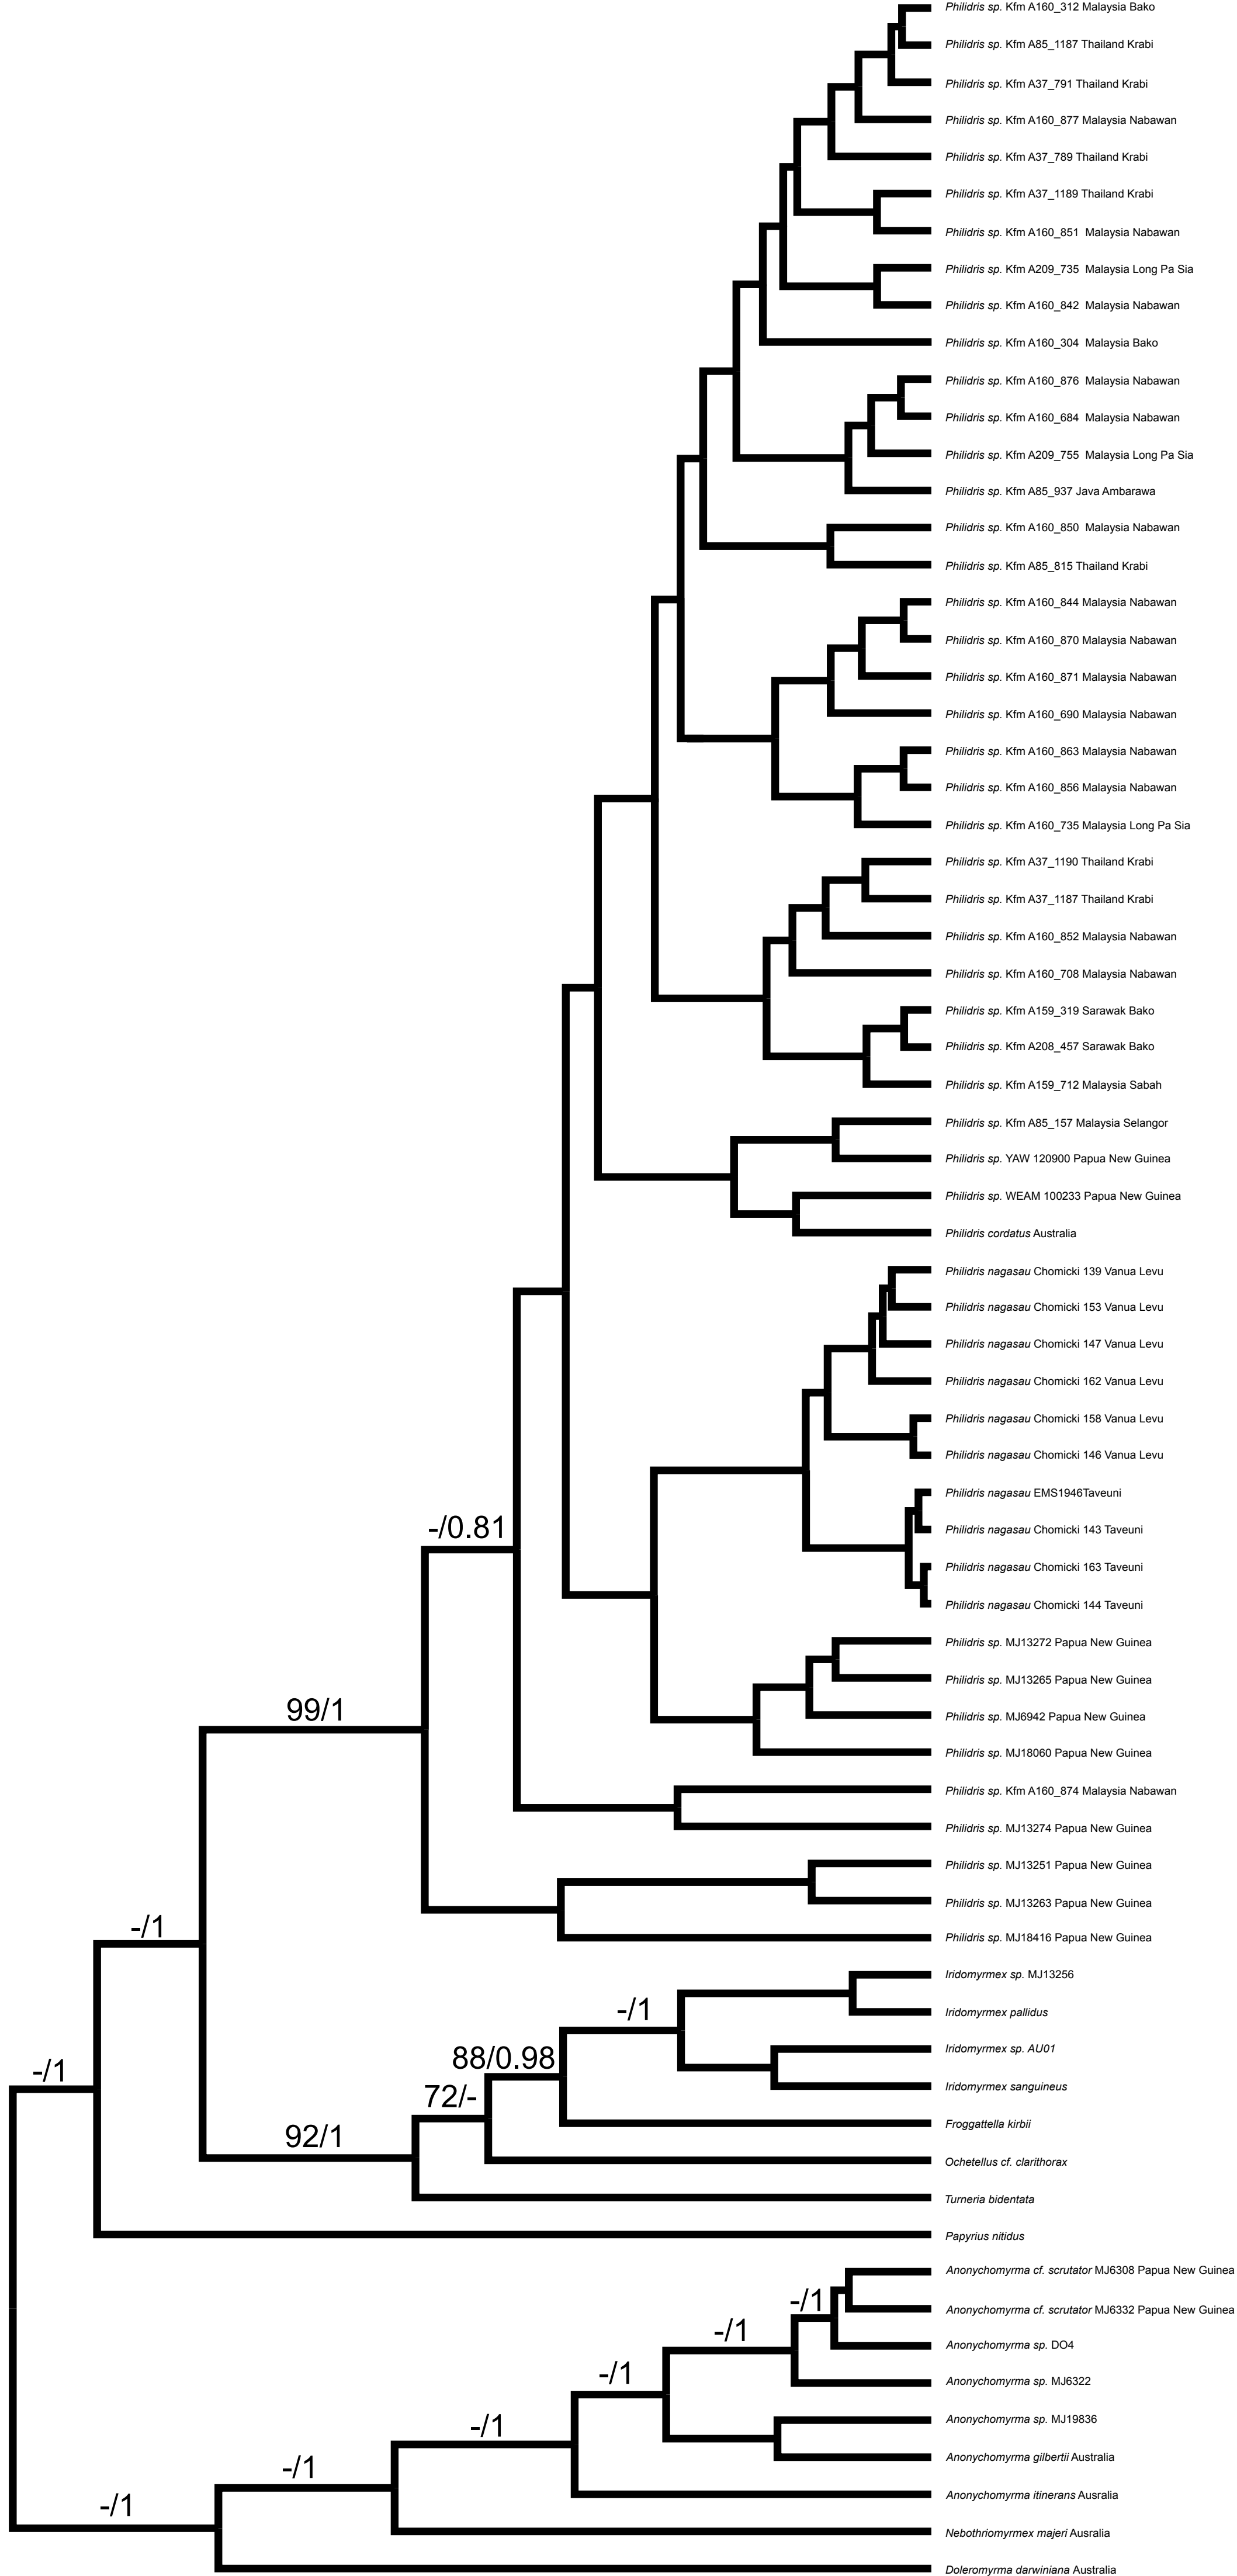 Philidris sp. Kfm A160_312 Malaysia Bako
Philidris sp. Kfm A85_1187 Thailand Krabi
Philidris sp. Kfm A37_791 Thailand Krabi
Philidris sp. Kfm A160_877 Malaysia Nabawan
Philidris sp. Kfm A37_789 Thailand Krabi
Philidris sp. Kfm A37_1189 Thailand Krabi
Philidris sp. Kfm A160_851 Malaysia Nabawan
Philidris sp. Kfm A209_735 Malaysia Long Pa Sia
Philidris sp. Kfm A160_842 Malaysia Nabawan
Philidris sp. Kfm A160_304 Malaysia Bako
Philidris sp. Kfm A160_876 Malaysia Nabawan
Philidris sp. Kfm A160_684 Malaysia Nabawan
Philidris sp. Kfm A209_755 Malaysia Long Pa Sia
Philidris sp. Kfm A85_937 Java Ambarawa
Philidris sp. Kfm A160_850 Malaysia Nabawan
Philidris sp. Kfm A85_815 Thailand Krabi
Philidris sp. Kfm A160_844 Malaysia Nabawan
Philidris sp. Kfm A160_870 Malaysia Nabawan
Philidris sp. Kfm A160_871 Malaysia Nabawan
Philidris sp. Kfm A160_690 Malaysia Nabawan
Philidris sp. Kfm A160_863 Malaysia Nabawan
Philidris sp. Kfm A160_856 Malaysia Nabawan
Philidris sp. Kfm A160_735 Malaysia Long Pa Sia
Philidris sp. Kfm A37_1190 Thailand Krabi
Philidris sp. Kfm A37_1187 Thailand Krabi
Philidris sp. Kfm A160_852 Malaysia Nabawan
Philidris sp. Kfm A160_708 Malaysia Nabawan
Philidris sp. Kfm A159_319 Sarawak Bako
Philidris sp. Kfm A208_457 Sarawak Bako
Philidris sp. Kfm A159_712 Malaysia Sabah
Philidris sp. Kfm A85_157 Malaysia Selangor
Philidris sp. YAW 120900 Papua New Guinea
Philidris sp. WEAM 100233 Papua New Guinea
Philidris cordatus Australia
Philidris nagasau Chomicki 139 Vanua Levu
Philidris nagasau Chomicki 153 Vanua Levu
Philidris nagasau Chomicki 147 Vanua Levu
Philidris nagasau Chomicki 162 Vanua Levu
Philidris nagasau Chomicki 158 Vanua Levu
Philidris nagasau Chomicki 146 Vanua Levu
Philidris nagasau EMS1946Taveuni
-/0.81
Philidris nagasau Chomicki 143 Taveuni
Philidris nagasau Chomicki 163 Taveuni
Philidris nagasau Chomicki 144 Taveuni
Philidris sp. MJ13272 Papua New Guinea
Philidris sp. MJ13265 Papua New Guinea
99/1
Philidris sp. MJ6942 Papua New Guinea
Philidris sp. MJ18060 Papua New Guinea
Philidris sp. Kfm A160_874 Malaysia Nabawan
Philidris sp. MJ13274 Papua New Guinea
Philidris sp. MJ13251 Papua New Guinea
Philidris sp. MJ13263 Papua New Guinea
-/1
Philidris sp. MJ18416 Papua New Guinea
Iridomyrmex sp. MJ13256
-/1
Iridomyrmex pallidus
Iridomyrmex sp. AU01
88/0.98
-/1
Iridomyrmex sanguineus
72/-
Froggattella kirbii
92/1
Ochetellus cf. clarithorax
Turneria bidentata
Papyrius nitidus
Anonychomyrma cf. scrutator MJ6308 Papua New Guinea
-/1
Anonychomyrma cf. scrutator MJ6332 Papua New Guinea
-/1
Anonychomyrma sp. DO4
-/1
Anonychomyrma sp. MJ6322
Anonychomyrma sp. MJ19836
-/1
Anonychomyrma gilbertii Australia
-/1
Anonychomyrma itinerans Ausralia
-/1
Nebothriomyrmex majeri Ausralia
Doleromyrma darwiniana Australia